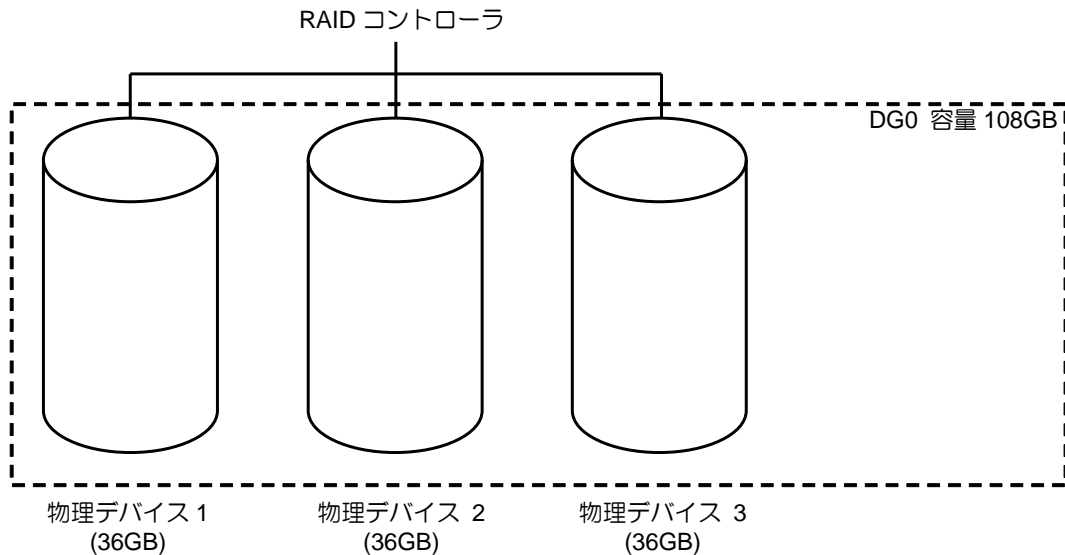 RAID コントローラ
DG0 容量 108GB
物理デバイス 1
(36GB)
物理デバイス 2
(36GB)
物理デバイス 3
(36GB)